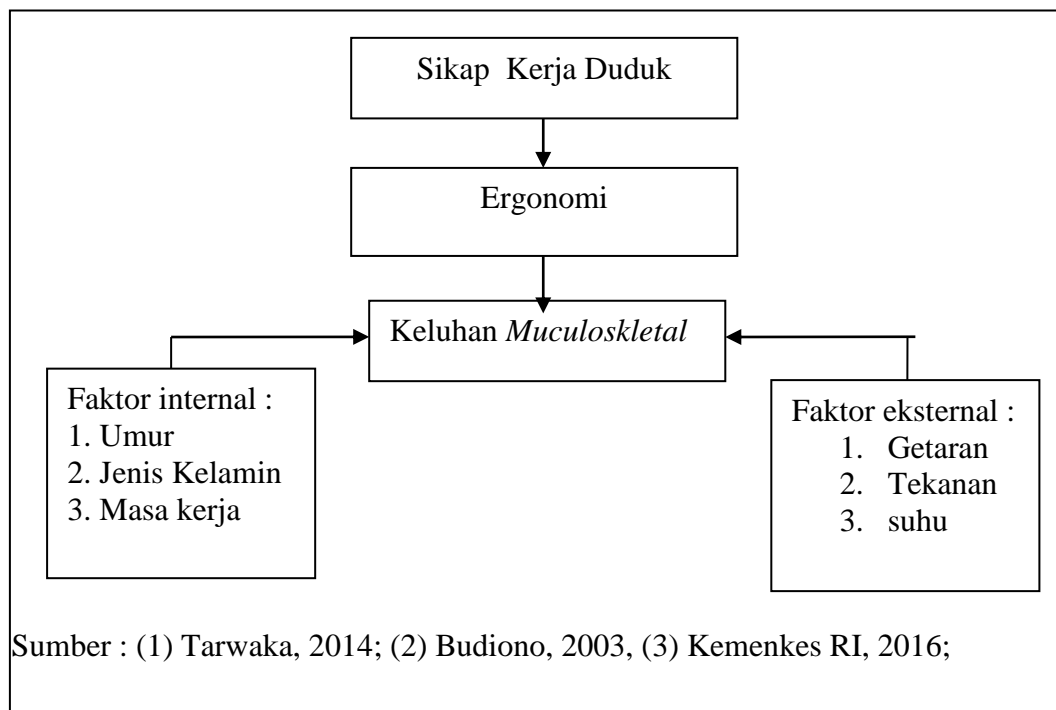 Sikap Kerja Duduk
Ergonomi
Keluhan Muculoskletal
Faktor internal :
1. Umur
2. Jenis Kelamin
3. Masa kerja
Faktor eksternal :
1. Getaran
2. Tekanan
3. suhu
Sumber : (1) Tarwaka, 2014; (2) Budiono, 2003, (3) Kemenkes RI, 2016;